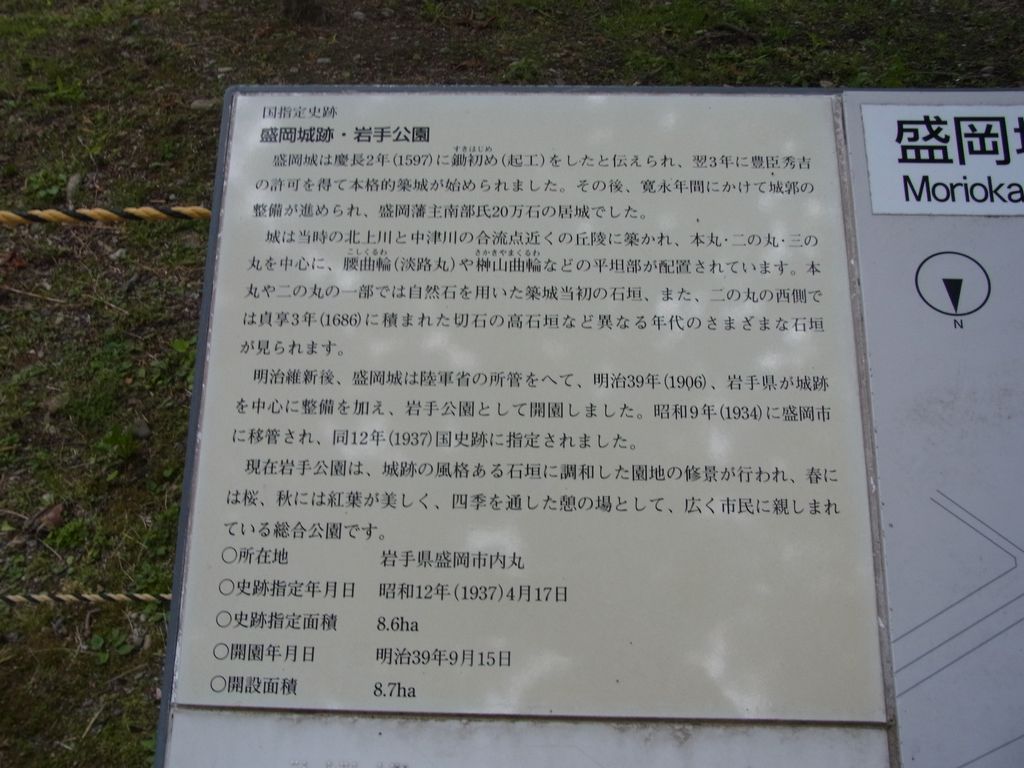 国指定史跡
盛岡城跡・岩手公園
盛岡城は慶長2年(1597)に鋤初め(起工)をしたと伝えられ、翌3年に豊臣秀吉
の許可を得て本格的築城が始められました。その後、寛永年間にかけて城郭の
整備が進められ、盛岡藩主南部氏20万石の居城でした。
城は当時の北上川と中津川の合流点近くの丘陵に築かれ、本丸・二の丸・三の
丸を中心に、腰曲輪(淡路丸)や榊山曲輪などの平坦部が配置されています。本
丸や二の丸の一部では自然石を用いた築城当初の石垣、また、二の丸の西側で
は貞享3年(1686)に積まれた切石の高石垣など異なる年代のさまざまな石垣
が見られます。
明治維新後、盛岡城は陸軍省の所管をへて、明治39年(1906)、岩手県が城跡
を中心に整備を加え、岩手公園として開園しました。昭和9年(1934)に盛岡市
に移管され、同12年(1937)国史跡に指定されました。
現在岩手公園は、城跡の風格ある石垣に調和した園地の修景が行われ、春に
は桜、秋には紅葉が美しく、四季を通した憩の場として、広く市民に親しまれ
ている総合公園です。
○所在地 岩手県盛岡市内丸
○史跡指定年月日 昭和12年(1937)4月17日
○史跡指定面積 8.6ha
○開園年月日 明治39年9月15日
○開設面積 8.7ha
盛岡
Morioka
N